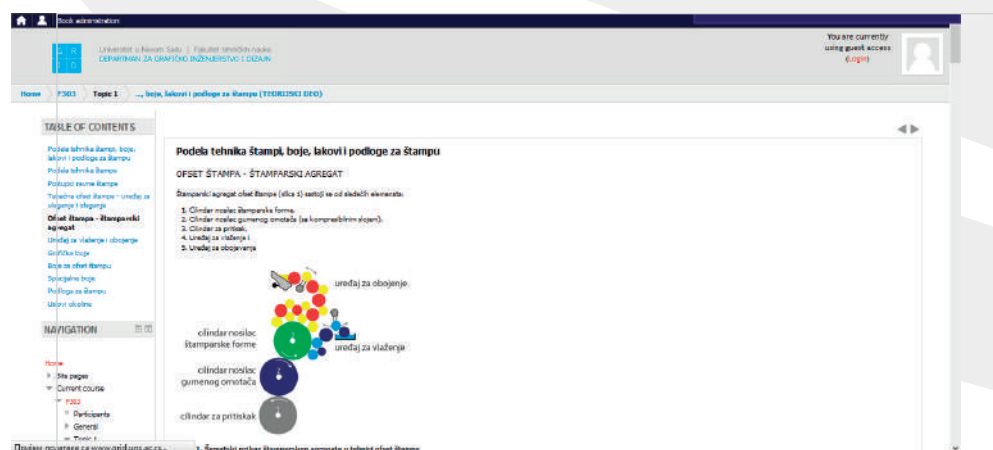 Book administration
Univerzitet u Novom Sadu | Fakultet tehničkih nauka
DEPARTMAN ZA GRAFIČKO INŽENJERSTVO I DIZAJN
You are currently
using guest access
(Login)
Home
F303
Topic 1
..., boje, lakovi i podloge za štampu (TEORIJSKI DEO)
TABLE OF CONTENTS
Podela tehnika štampi, boje,
lakovi i podloge za štampu
Podela tehnika štampe
Postupci ravne štampe
Tabačna ofset štampa - uređaj za
ulaganje i izlaganje
Ofset štampa - štamparski
agregat
Uređaj za vlaženje i obojenje
Grafičke boje
Boje za ofset štampu
Specijalne boje
Podloga za štampu
Uslovi okoline
NAVIGATION
Home
Site pages
Current course
F303
Participants
General
Topic 1
Podela tehnika štampi, boje, lakovi i podloge za štampu
OFSET ŠTAMPA - ŠTAMPARSKI AGREGAT
Štamparski agregat ofset štampe (slika 1) sastoji se od sledećih elemenata:
1. Cilindar nosilac štamparske forme,
2. Cilindar nosilac gumenog omotača (sa kompresibilnim slojem),
3. Cilindar za pritisak,
4. Uređaj za vlaženje i
5. Uređaj za obojavanje
uređaj za obojenje
cilindar nosilac
štamparske forme
uređaj za vlaženje
cilindar nosilac
gumenog omotača
cilindar za pritiskak
1. Šematski prikaz štamparskog agregata u tehnici ofset štampe